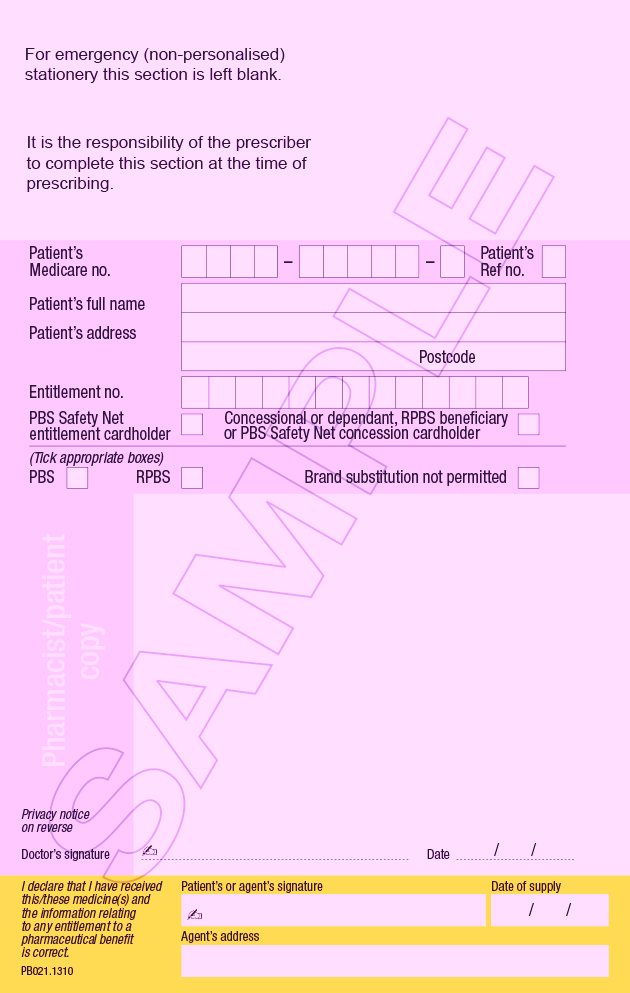 For emergency (non-personalised)
stationery this section is left blank.
It is the responsibility of the prescriber
to complete this section at the time of
prescribing.
Patient's
Medicare no.
– –
Patient's
Ref no.
Patient's full name
Patient's address
Postcode
Entitlement no.
PBS Safety Net
entitlement cardholder
Concessional or dependant, RPBS beneficiary
or PBS Safety Net concession cardholder
(Tick appropriate boxes)
PBS RPBS Brand substitution not permitted
Pharmacist/patient
copy
SAMPLE
Privacy notice
on reverse
Doctor's signature Date / /
I declare that I have received
this/these medicine(s) and
the information relating
to any entitlement to a
pharmaceutical benefit
is correct.
PB021.1310
Patient's or agent's signature
Date of supply
/ /
Agent's address